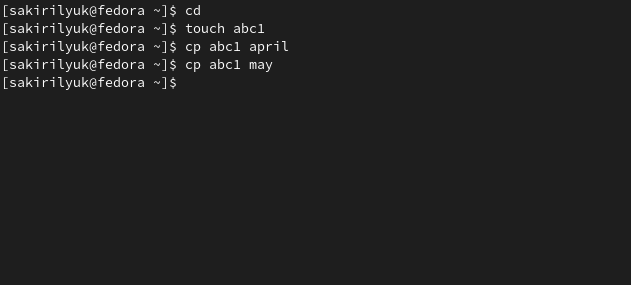 [sakirilyuk@fedora ~]$ cd
[sakirilyuk@fedora ~]$ touch abc1
[sakirilyuk@fedora ~]$ cp abc1 april
[sakirilyuk@fedora ~]$ cp abc1 may
[sakirilyuk@fedora ~]$